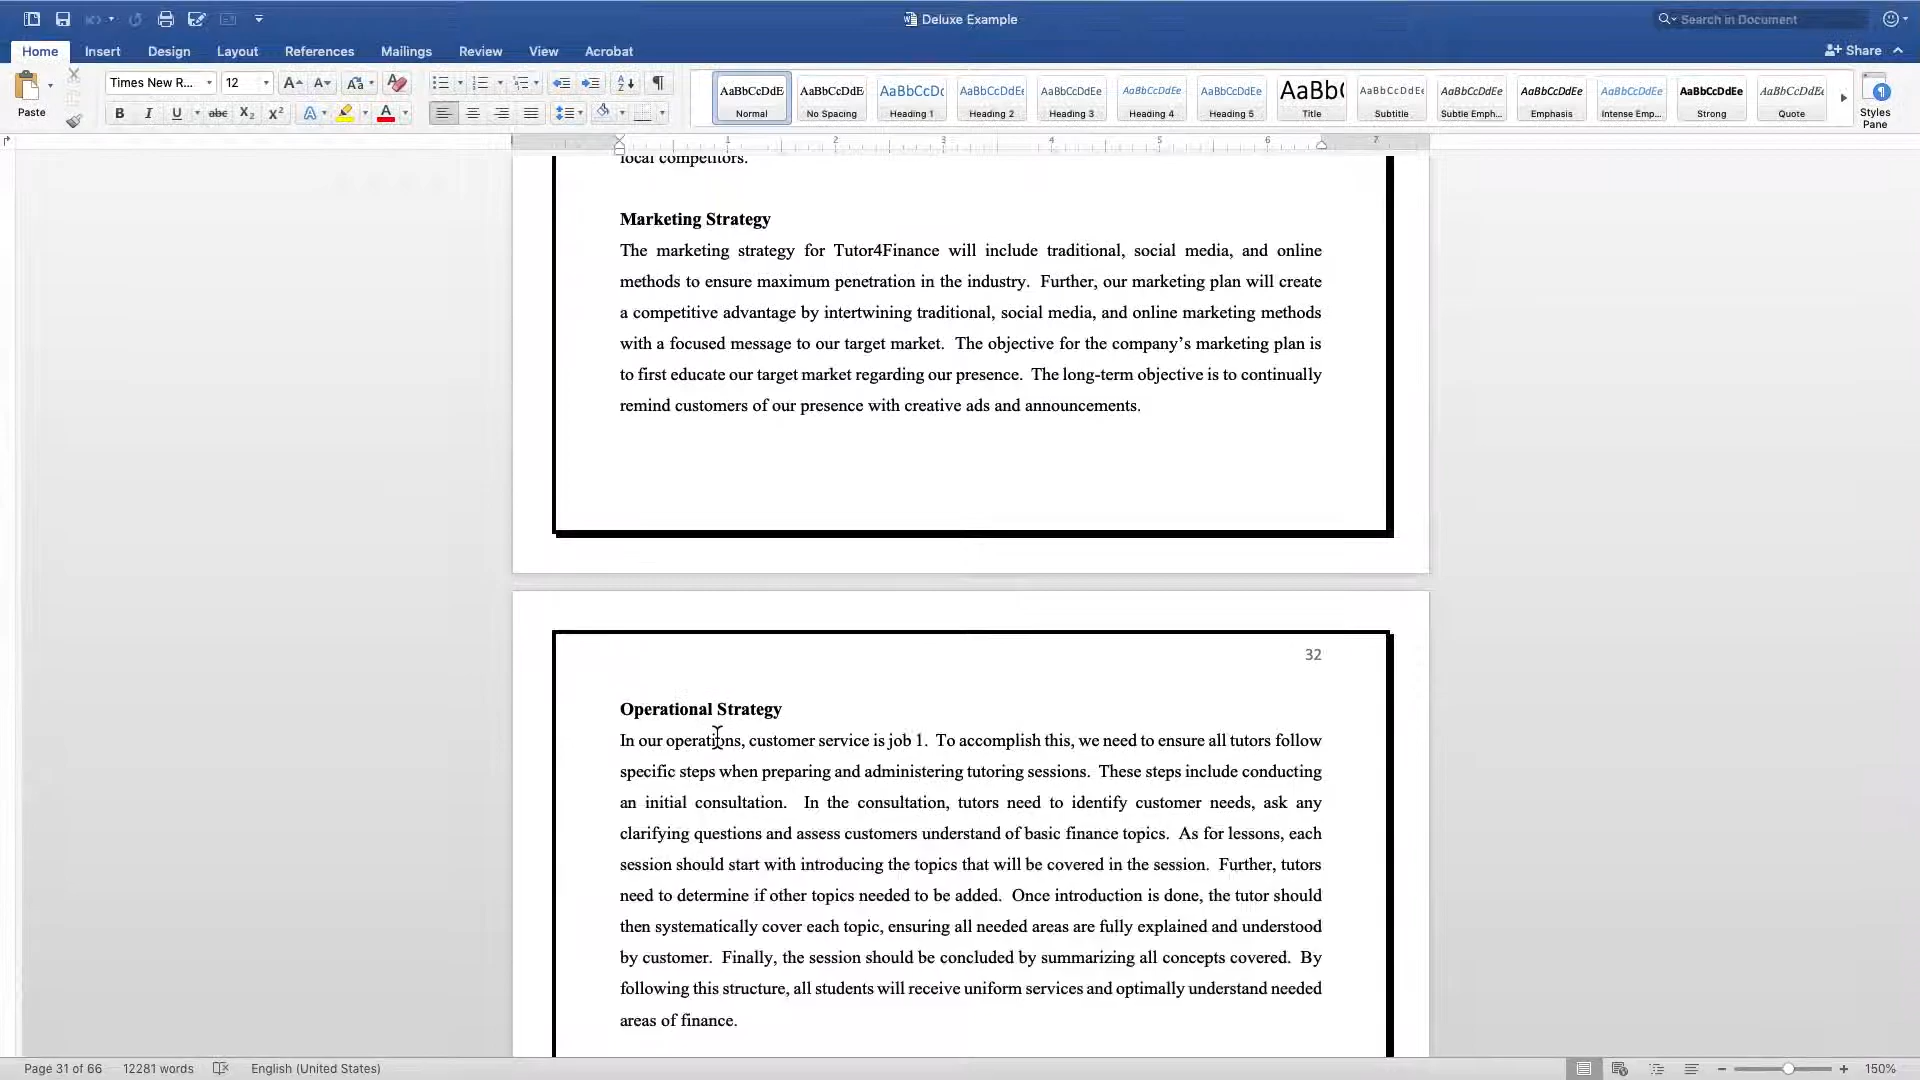 Deluxe Example
Search in Document
Home Insert Design Layout References Mailings Review View Acrobat
Share
Paste
Times New R... 12
AaBbCcDdE Normal
AaBbCcDdE No Spacing
AaBbCcDc Heading 1
AaBbCcDdEe Heading 2
AaBbCcDdEe Heading 3
AaBbCcDdEe Heading 4
AaBbCcDdEe Heading 5
AaBb( Title
AaBbCcDdEe Subtitle
AaBbCcDdEe Subtle Emph...
AaBbCcDdEe Emphasis
AaBbCcDdEe Intense Emp...
AaBbCcDdEe Strong
AaBbCcDdEe Quote
Styles Pane
1 2 3 4 5 6 7
local competitors.
Marketing Strategy
The marketing strategy for Tutor4Finance will include traditional, social media, and online
methods to ensure maximum penetration in the industry.  Further, our marketing plan will create
a competitive advantage by intertwining traditional, social media, and online marketing methods
with a focused message to our target market.  The objective for the company’s marketing plan is
to first educate our target market regarding our presence.  The long-term objective is to continually
remind customers of our presence with creative ads and announcements.
32
Operational Strategy
In our operations, customer service is job 1.  To accomplish this, we need to ensure all tutors follow
specific steps when preparing and administering tutoring sessions.  These steps include conducting
an initial consultation.  In the consultation, tutors need to identify customer needs, ask any
clarifying questions and assess customers understand of basic finance topics.  As for lessons, each
session should start with introducing the topics that will be covered in the session.  Further, tutors
need to determine if other topics needed to be added.  Once introduction is done, the tutor should
then systematically cover each topic, ensuring all needed areas are fully explained and understood
by customer.  Finally, the session should be concluded by summarizing all concepts covered.  By
following this structure, all students will receive uniform services and optimally understand needed
areas of finance.
Page 31 of 66 12281 words English (United States) 150%